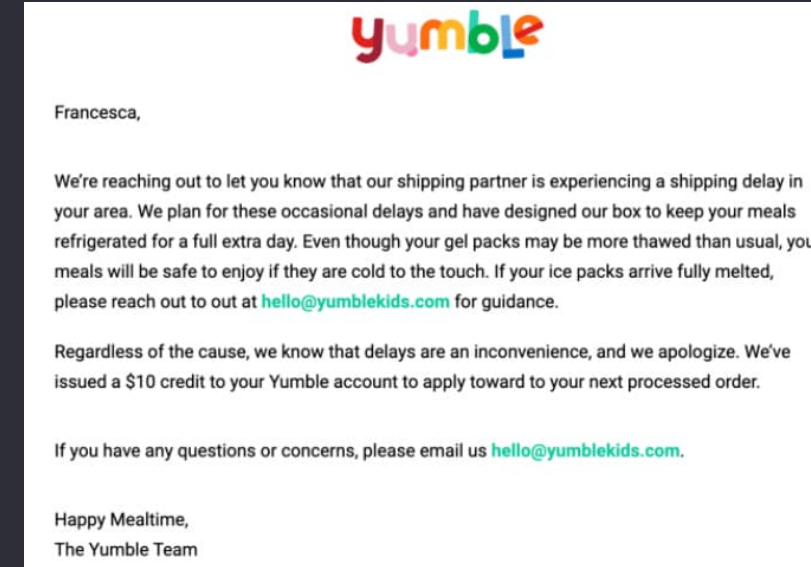 yumble
Francesca,
We're reaching out to let you know that our shipping partner is experiencing a shipping delay in
your area. We plan for these occasional delays and have designed our box to keep your meals
refrigerated for a full extra day. Even though your gel packs may be more thawed than usual, you
meals will be safe to enjoy if they are cold to the touch. If your ice packs arrive fully melted,
please reach out to out at hello@yumblekids.com for guidance.
Regardless of the cause, we know that delays are an inconvenience, and we apologize. We've
issued a $10 credit to your Yumble account to apply toward to your next processed order.
If you have any questions or concerns, please email us hello@yumblekids.com.
Happy Mealtime,
The Yumble Team